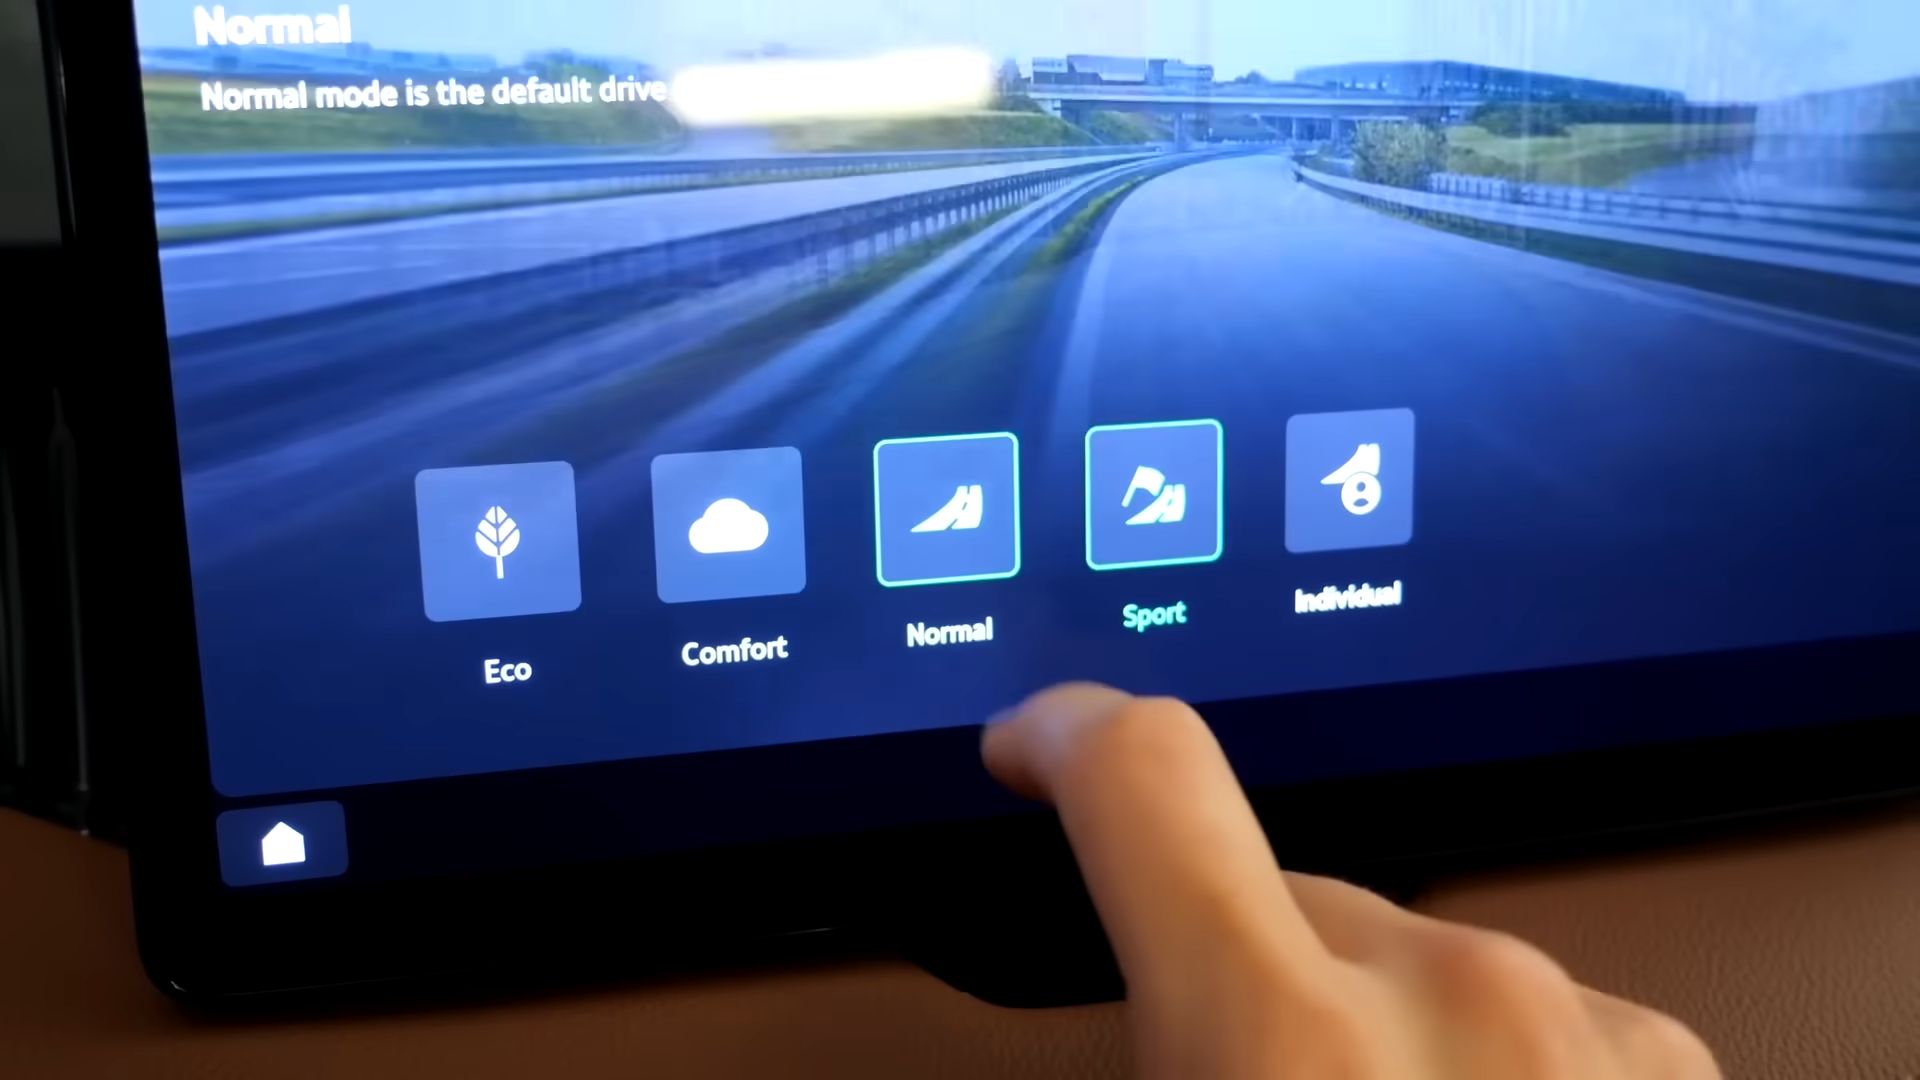 Normal
Normal mode is the default drive
Eco
Comfort
Normal
Sport
Individual